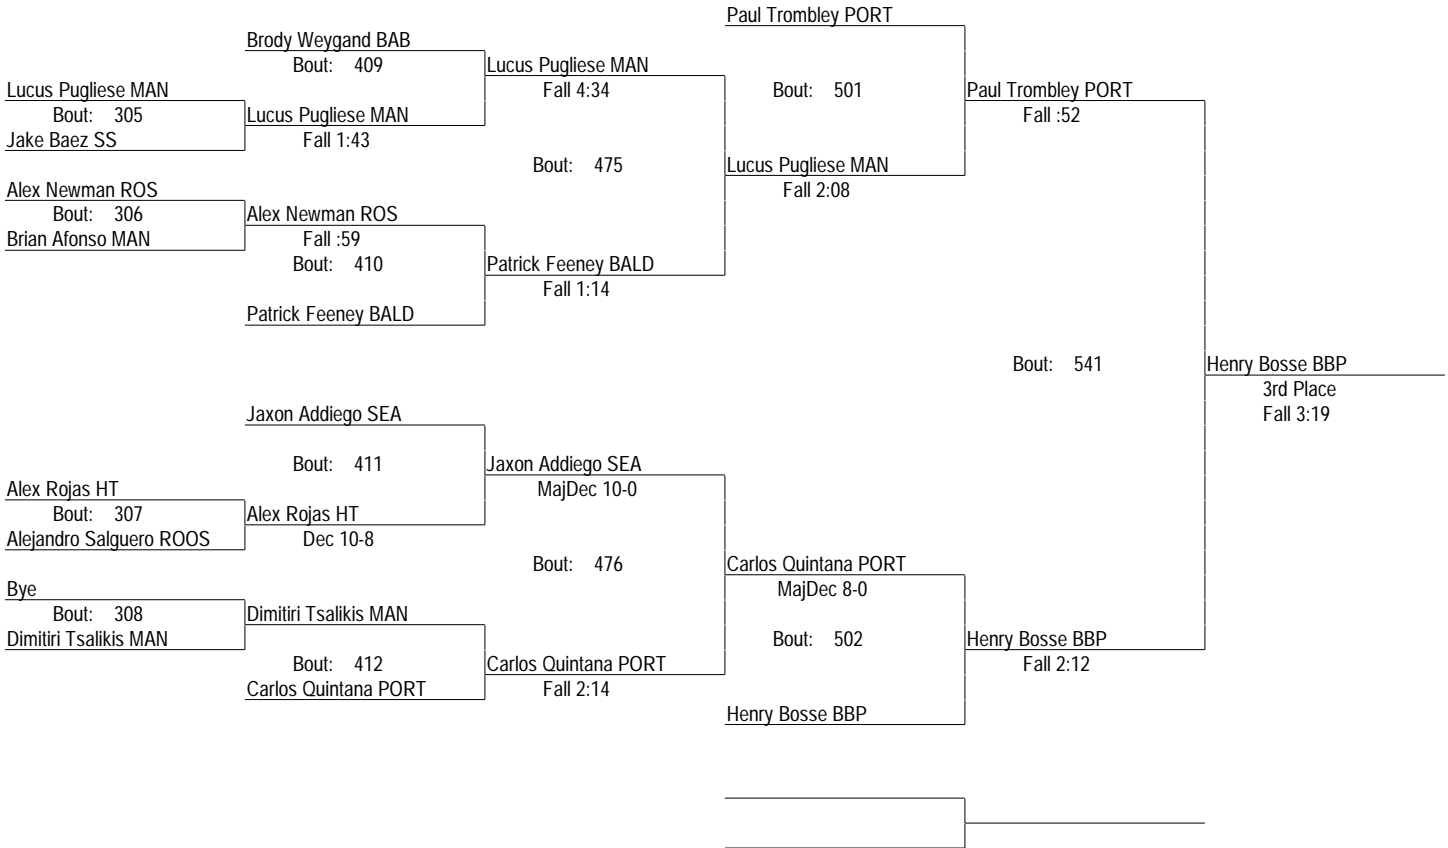 Paul Trombley PORT
Brody Weygand BAB
Bout: 409
Lucus Pugliese MAN
Fall 4:34
Lucus Pugliese MAN
Bout: 305
Jake Baez SS
Lucus Pugliese MAN
Fall 1:43
Bout: 501
Paul Trombley PORT
Fall :52
Bout: 475
Lucus Pugliese MAN
Fall 2:08
Alex Newman ROS
Bout: 306
Brian Afonso MAN
Alex Newman ROS
Fall :59
Bout: 410
Patrick Feeney BALD
Fall 1:14
Patrick Feeney BALD
Bout: 541
Henry Bosse BBP
3rd Place
Fall 3:19
Jaxon Addiego SEA
Bout: 411
Jaxon Addiego SEA
MajDec 10-0
Alex Rojas HT
Bout: 307
Alejandro Salguero ROOS
Alex Rojas HT
Dec 10-8
Bout: 476
Carlos Quintana PORT
MajDec 8-0
Bye
Bout: 308
Dimitiri Tsalikis MAN
Dimitiri Tsalikis MAN
Bout: 412
Carlos Quintana PORT
Carlos Quintana PORT
Fall 2:14
Bout: 502
Henry Bosse BBP
Fall 2:12
Henry Bosse BBP